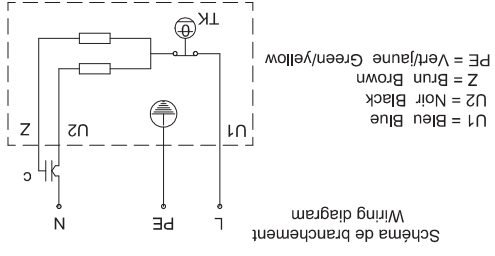 Schéma de branchement
Wiring diagram
L PE N
C
U1 U2 Z
U1 = Bleu Blue
U2 = Noir Black
Z = Brun Brown
PE = Vert/jaune Green/yellow
TK